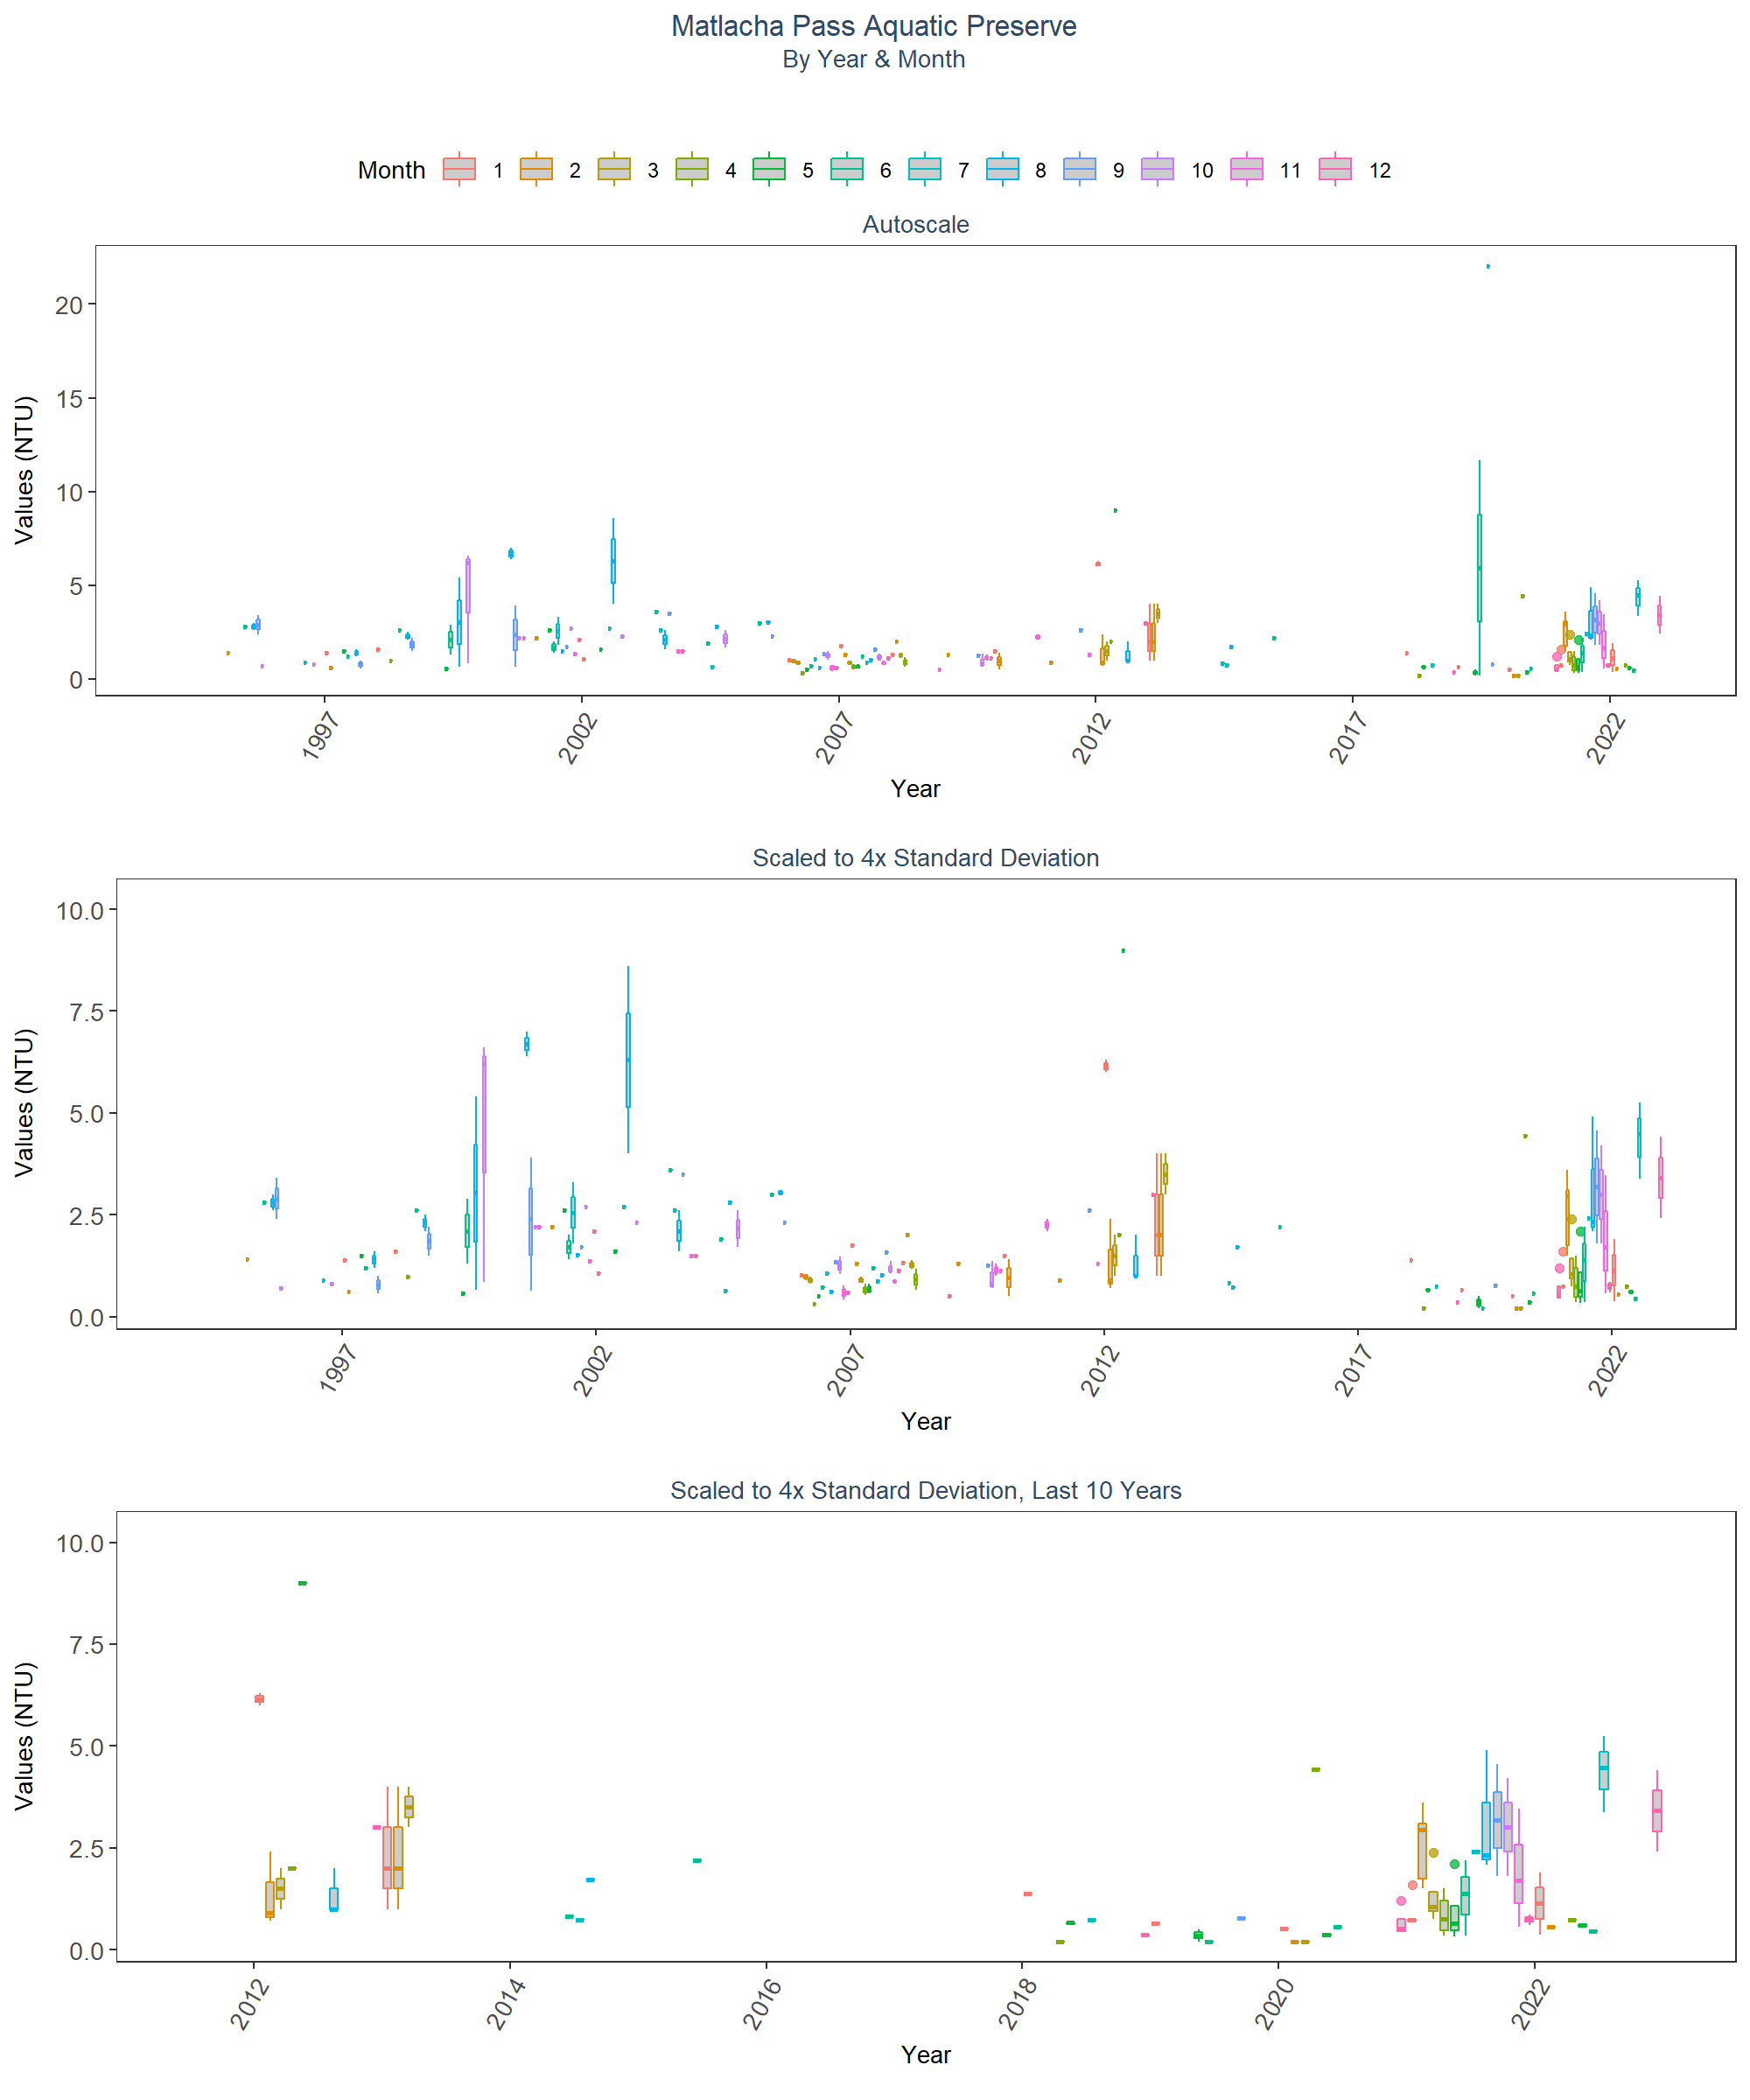 Matlacha Pass Aquatic Preserve
By Year & Month
Month 1 2 3 4 5 6 7 8 9 10 11 12
Autoscale
20
15
10
5
0
Values (NTU)
1997 2002 2007 2012 2017 2022
Year
Scaled to 4x Standard Deviation
10.0
7.5
5.0
2.5
0.0
Values (NTU)
1997 2002 2007 2012 2017 2022
Year
Scaled to 4x Standard Deviation, Last 10 Years
10.0
7.5
5.0
2.5
0.0
Values (NTU)
2012 2014 2016 2018 2020 2022
Year